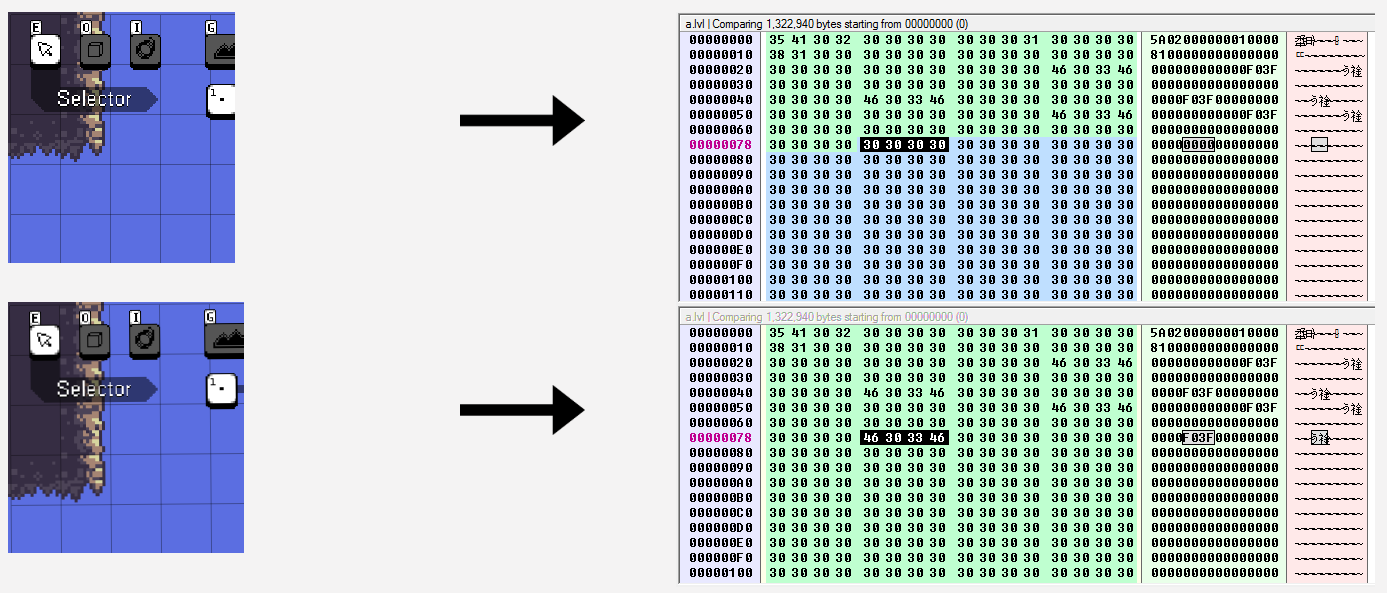 E O I G
Selector
1
a.lvl | Comparing 1,322,940 bytes starting from 00000000 (0)
00000000 35 41 30 32 30 30 30 30 30 30 30 31 30 30 30 30 5A02000000010000
00000010 38 31 30 30 30 30 30 30 30 30 30 30 30 30 30 30 8100000000000000
00000020 30 30 30 30 30 30 30 30 30 30 30 30 46 30 33 46 000000000000F03F
00000030 30 30 30 30 30 30 30 30 30 30 30 30 30 30 30 30 0000000000000000
00000040 30 30 30 30 46 30 33 46 30 30 30 30 30 30 30 30 0000F03F00000000
00000050 30 30 30 30 30 30 30 30 30 30 30 30 46 30 33 46 000000000000F03F
00000060 30 30 30 30 30 30 30 30 30 30 30 30 30 30 30 30 0000000000000000
00000078 30 30 30 30 30 30 30 30 30 30 30 30 30 30 30 30 0000000000000000
00000080 30 30 30 30 30 30 30 30 30 30 30 30 30 30 30 30 0000000000000000
00000090 30 30 30 30 30 30 30 30 30 30 30 30 30 30 30 30 0000000000000000
000000A0 30 30 30 30 30 30 30 30 30 30 30 30 30 30 30 30 0000000000000000
000000B0 30 30 30 30 30 30 30 30 30 30 30 30 30 30 30 30 0000000000000000
000000C0 30 30 30 30 30 30 30 30 30 30 30 30 30 30 30 30 0000000000000000
000000D0 30 30 30 30 30 30 30 30 30 30 30 30 30 30 30 30 0000000000000000
000000E0 30 30 30 30 30 30 30 30 30 30 30 30 30 30 30 30 0000000000000000
000000F0 30 30 30 30 30 30 30 30 30 30 30 30 30 30 30 30 0000000000000000
00000100 30 30 30 30 30 30 30 30 30 30 30 30 30 30 30 30 0000000000000000
00000110 30 30 30 30 30 30 30 30 30 30 30 30 30 30 30 30 0000000000000000
E O I G
Selector
1
a.lvl | Comparing 1,322,940 bytes starting from 00000000 (0)
00000000 35 41 30 32 30 30 30 30 30 30 30 31 30 30 30 30 5A02000000010000
00000010 38 31 30 30 30 30 30 30 30 30 30 30 30 30 30 30 8100000000000000
00000020 30 30 30 30 30 30 30 30 30 30 30 30 46 30 33 46 000000000000F03F
00000030 30 30 30 30 30 30 30 30 30 30 30 30 30 30 30 30 0000000000000000
00000040 30 30 30 30 46 30 33 46 30 30 30 30 30 30 30 30 0000F03F00000000
00000050 30 30 30 30 30 30 30 30 30 30 30 30 46 30 33 46 000000000000F03F
00000060 30 30 30 30 30 30 30 30 30 30 30 30 30 30 30 30 0000000000000000
00000078 30 30 30 30 46 30 33 46 30 30 30 30 30 30 30 30 0000F03F00000000
00000080 30 30 30 30 30 30 30 30 30 30 30 30 30 30 30 30 0000000000000000
00000090 30 30 30 30 30 30 30 30 30 30 30 30 30 30 30 30 0000000000000000
000000A0 30 30 30 30 30 30 30 30 30 30 30 30 30 30 30 30 0000000000000000
000000B0 30 30 30 30 30 30 30 30 30 30 30 30 30 30 30 30 0000000000000000
000000C0 30 30 30 30 30 30 30 30 30 30 30 30 30 30 30 30 0000000000000000
000000D0 30 30 30 30 30 30 30 30 30 30 30 30 30 30 30 30 0000000000000000
000000E0 30 30 30 30 30 30 30 30 30 30 30 30 30 30 30 30 0000000000000000
000000F0 30 30 30 30 30 30 30 30 30 30 30 30 30 30 30 30 0000000000000000
00000100 30 30 30 30 30 30 30 30 30 30 30 30 30 30 30 30 0000000000000000